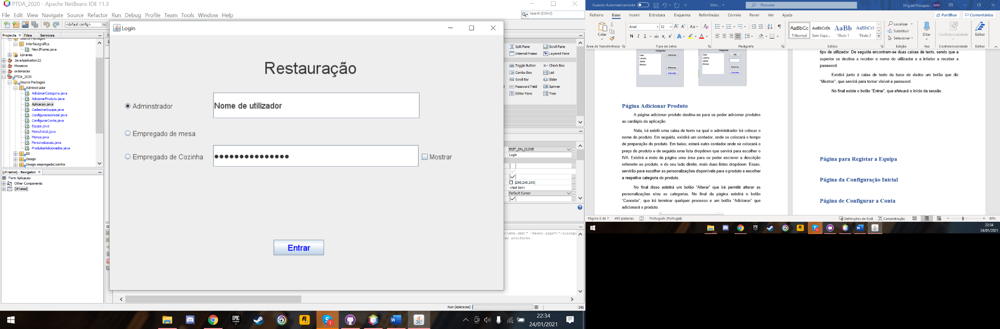 PTDA_2020 - Apache NetBeans IDE 11.3
File Edit View Navigate Source Refactor Run Debug Profile Team Tools Window Help
Search (Ctrl+I)
<default config>
Projects Files Services
Source Packages
interfacegráfica
NewJFrame.java
Libraries
JavaApplication22
Mosaicos
ordenacao
PTDA_2020
Source Packages
Adminstrador
AdicionarCategoria.java
AdicionarProduto.java
Aplicacao.java
CadastrarEquipa.java
ConfiguracaoInicial.java
ConfigurarConta.java
Equipa.java
MenuInicial.java
Menus.java
Personalizacao.java
ProdutosAdicionados.java
BD
Design
Design.empregadoCozinha
[JFrame] - Navigator
Form Aplicacao
Other Components
[JFrame]
Login
Restauração
Adminstrador
Nome de utilizador
Empregado de mesa
Empregado de Cozinha
Mostrar
Entrar
Split Pane Scroll Pane
Internal Frame Layered Pane
Toggle Button Check Box
Combo Box List
Scroll Bar Slider
Password Field Spinner
Editor Pane Tree
EXIT_ON_CLOSE
Login
[240,240,240]
<Not Set>
Default Cursor
\\mvn.cmd\" -Dexec.args=\"-classp
ar artifacts.
Run (Aplicacao)
INS
EPIC GAMES
22:34
24/01/2021
Guardar Automaticamente
Man...
Procurar
Miguel Marques MM
Ficheiro Base Inserir Estrutura Esquema Referências Correio Rever Ver Ajuda
Partilhar Comentários
Colar
Arial 12
N I S ab x₂ x²
AaBbCc AaBbCcDc AaBb AaBbCcI
¶ Normal Sem Espa... Título 1 Título 2
Localizar
Substituir
Selecionar
Ditar Confidencialidade Editor
Área de Transferência Tipo de Letra Parágrafo Estilos Edição Voz Confidencialidade Editor
Categorias
Ceia
Lanche
Jantar
Almoço
Adicionar
Remover
Cancelar
Categorias
Ceia
Lanche
Jantar
Almoço
OK
Remover
Cancelar
Página Adicionar Produto
A página adicionar produto destina-se para se poder adicionar produtos
ao cardápio da aplicação.
Nela, irá existir uma caixa de texto na qual o administrador irá colocar o
nome do produto. Em seguida, existirá um contador, onde se colocará o tempo
de preparação do produto. Em baixo, estará outro contador onde se colocará o
preço do produto e de seguida uma lista dropdown que servirá para escolher o
IVA. Existirá a meio da página uma área para se poder escrever a descrição
referente ao produto, e do seu lado direito, mais duas listas dropdown. Essas,
servirão para escolher as personalizações disponíveis para o produto e escolher
a respetiva categoria do produto.
No final disso existirá um botão "Alterar" que irá permitir alterar as
personalizações e/ou as categorias. No final da página existirá o botão
"Cancelar", que irá terminar qualquer processo e um botão "Adicionar" que
adicionará o produto.
tipo de utilizador. De seguida encontram-se duas caixas de texto, sendo que a
superior se destina a receber o nome do utilizador e a inferior a receber a
password.
Existirá junto à caixa de texto da base de dados um botão que diz
"Mostrar", que servirá para tornar visível a password.
No final existe o botão "Entrar", que efetuará o início da sessão.
Página para Registar a Equipa
Página da Configuração Inicial
Página de Configurar a Conta
Página 6 de 7 493 palavras Português (Portugal)
Definições de Ecrã Concentração 80%
22:34
24/01/2021